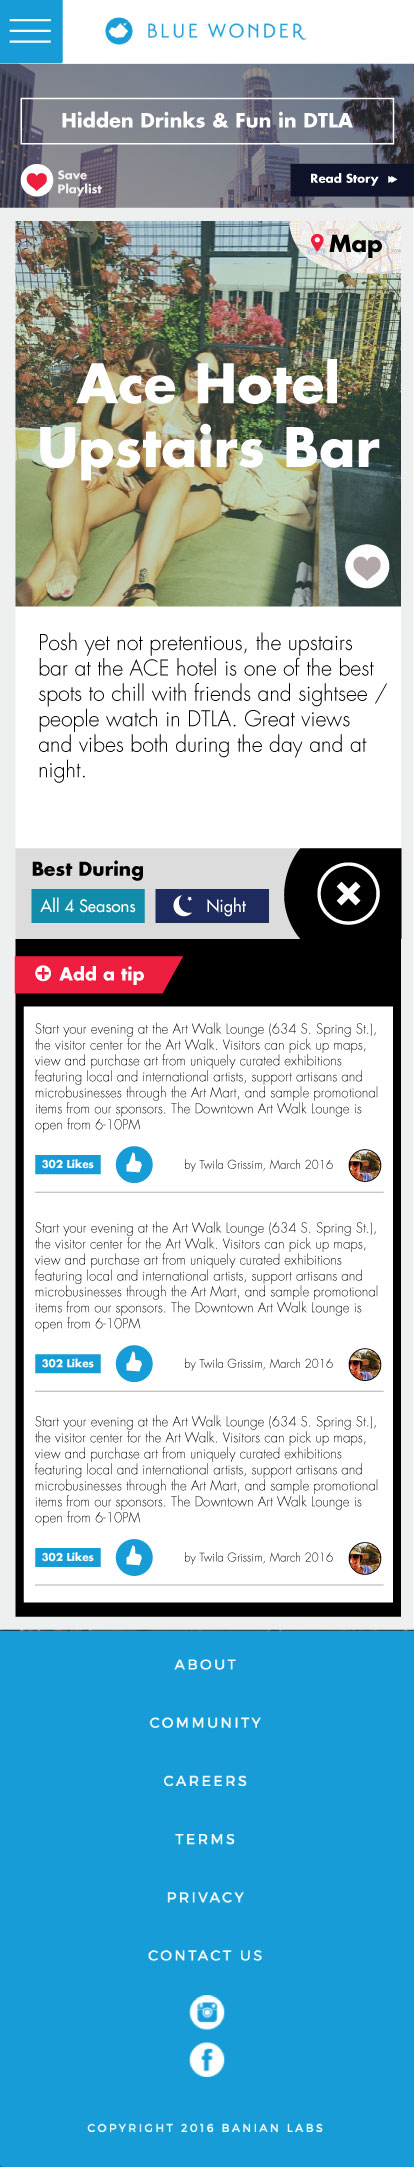 BLUE WONDER
Hidden Drinks & Fun in DTLA
Save
Playlist
Read Story
Map
Ace Hotel
Upstairs Bar
Posh yet not pretentious, the upstairs
bar at the ACE hotel is one of the best
spots to chill with friends and sightsee /
people watch in DTLA. Great views
and vibes both during the day and at
night.
Best During
All 4 Seasons
Night
Add a tip
Start your evening at the Art Walk Lounge (634 S. Spring St.),
the visitor center for the Art Walk. Visitors can pick up maps,
view and purchase art from uniquely curated exhibitions
featuring local and international artists, support artisans and
microbusinesses through the Art Mart, and sample promotional
items from our sponsors. The Downtown Art Walk Lounge is
open from 6-10PM
302 Likes
by Twila Grissim, March 2016
Start your evening at the Art Walk Lounge (634 S. Spring St.),
the visitor center for the Art Walk. Visitors can pick up maps,
view and purchase art from uniquely curated exhibitions
featuring local and international artists, support artisans and
microbusinesses through the Art Mart, and sample promotional
items from our sponsors. The Downtown Art Walk Lounge is
open from 6-10PM
302 Likes
by Twila Grissim, March 2016
Start your evening at the Art Walk Lounge (634 S. Spring St.),
the visitor center for the Art Walk. Visitors can pick up maps,
view and purchase art from uniquely curated exhibitions
featuring local and international artists, support artisans and
microbusinesses through the Art Mart, and sample promotional
items from our sponsors. The Downtown Art Walk Lounge is
open from 6-10PM
302 Likes
by Twila Grissim, March 2016
ABOUT
COMMUNITY
CAREERS
TERMS
PRIVACY
CONTACT US
COPYRIGHT 2016 BANIAN LABS